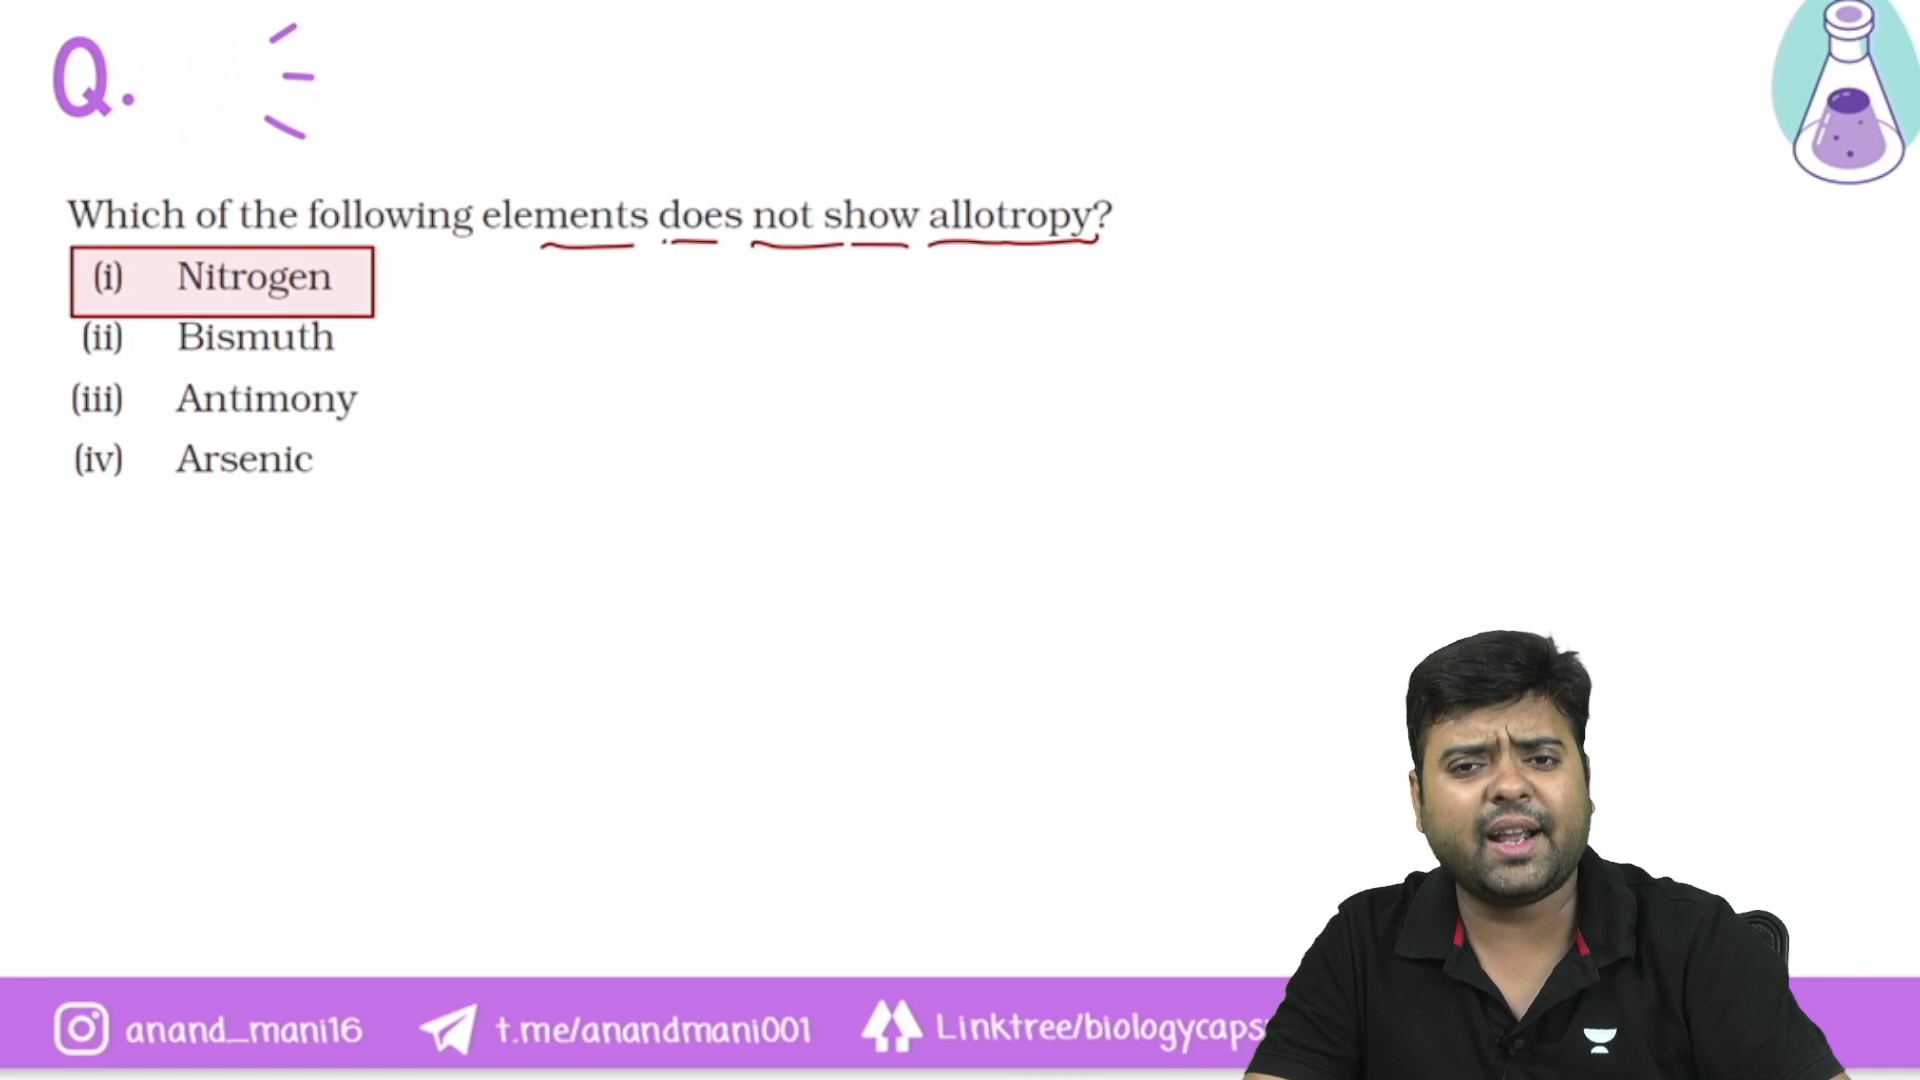 Q.
Which of the following elements does not show allotropy?
(i) Nitrogen
(ii) Bismuth
(iii) Antimony
(iv) Arsenic
anand_mani16 t.me/anandmani001 Linktree/biologycaps